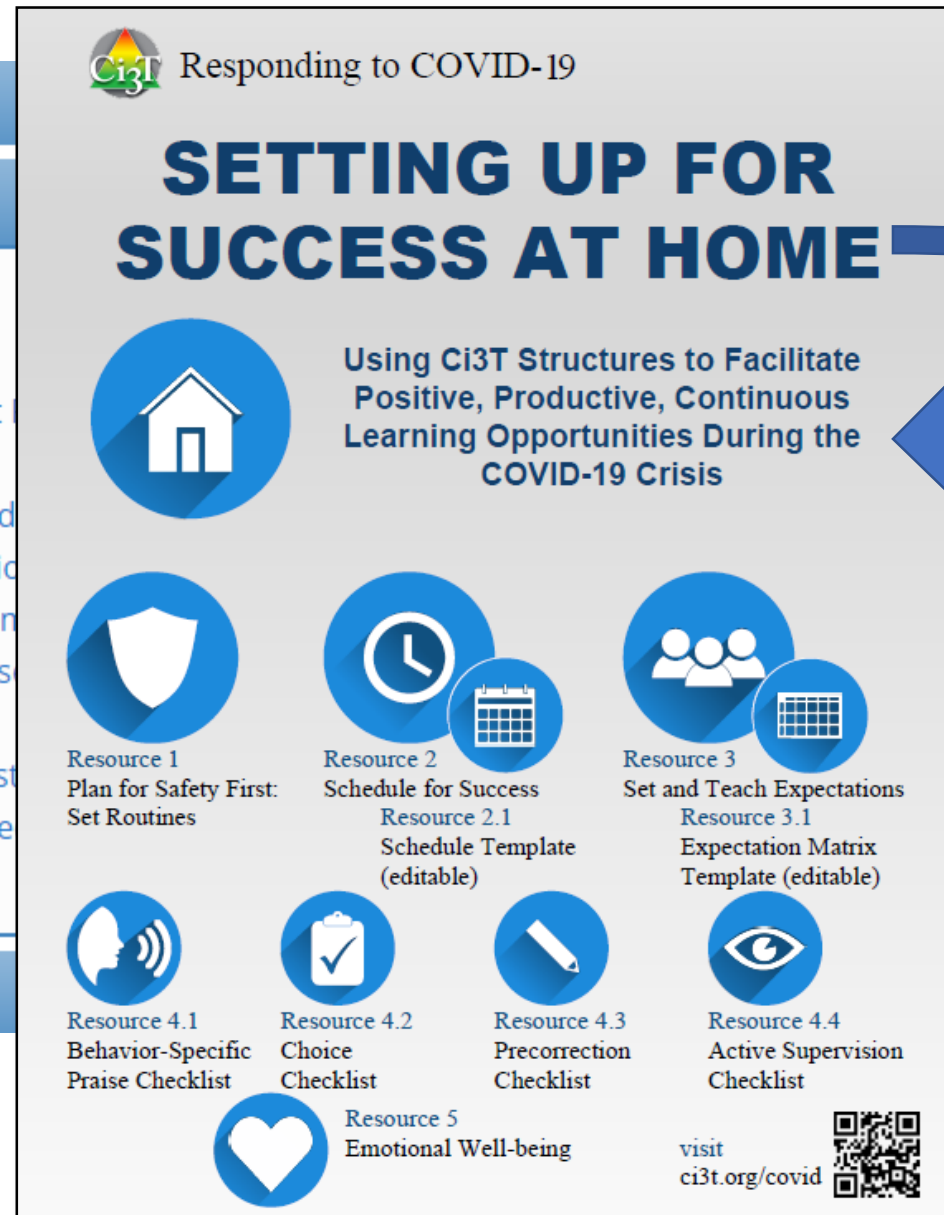 Ci3T Responding to COVID-19
SETTING UP FOR
SUCCESS AT HOME
Using Ci3T Structures to Facilitate
Positive, Productive, Continuous
Learning Opportunities During the
COVID-19 Crisis
Resource 1
Plan for Safety First:
Set Routines
Resource 2
Schedule for Success
Resource 2.1
Schedule Template
(editable)
Resource 3
Set and Teach Expectations
Resource 3.1
Expectation Matrix
Template (editable)
Resource 4.1
Behavior-Specific
Praise Checklist
Resource 4.2
Choice
Checklist
Resource 4.3
Precorrection
Checklist
Resource 4.4
Active Supervision
Checklist
Resource 5
Emotional Well-being
visit
ci3t.org/covid